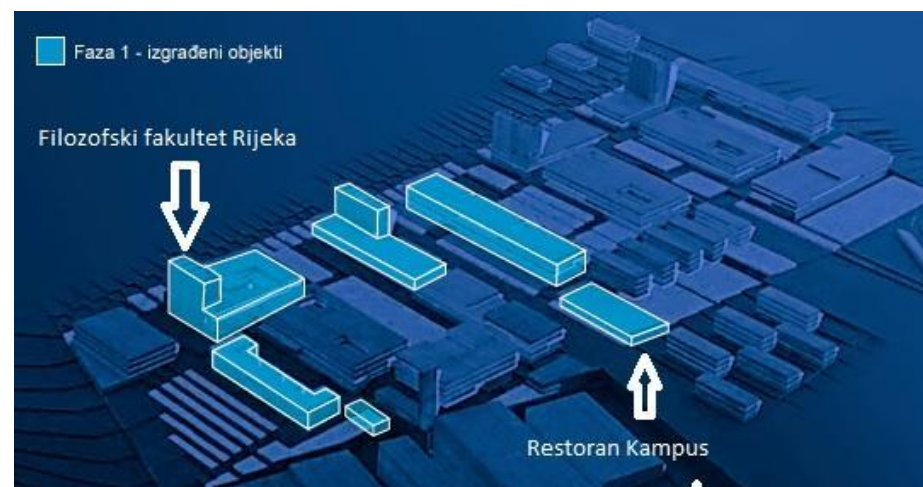 Faza 1 - izgrađeni objekti
Filozofski fakultet Rijeka
Restoran Kampus